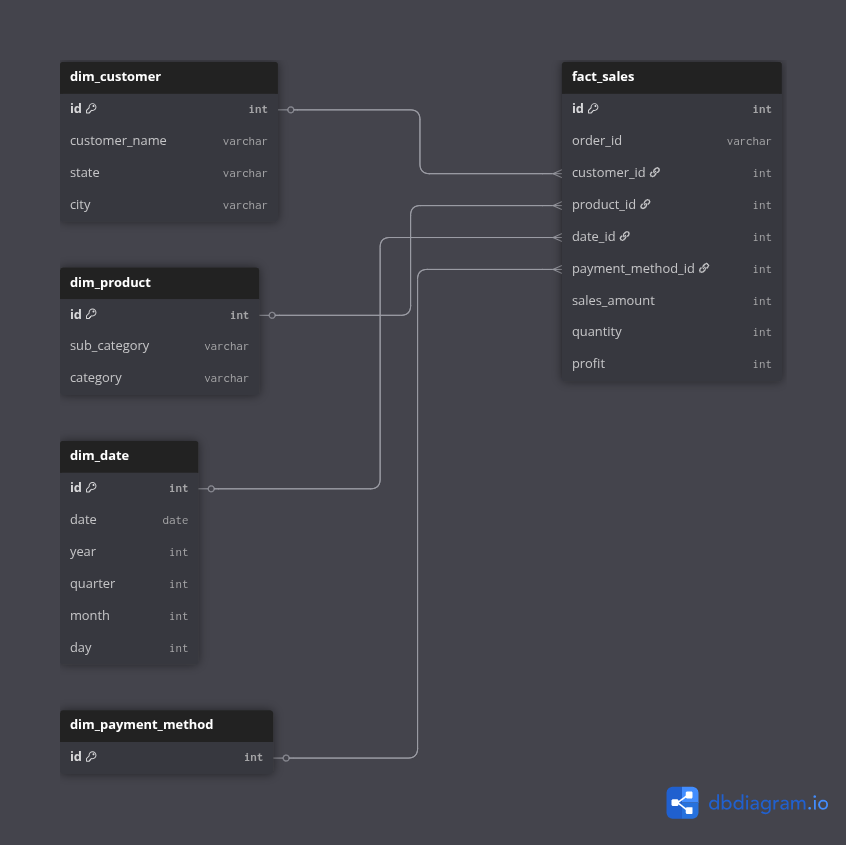 dim_customer
id int
customer_name varchar
state varchar
city varchar
dim_product
id int
sub_category varchar
category varchar
dim_date
id int
date date
year int
quarter int
month int
day int
dim_payment_method
id int
fact_sales
id int
order_id varchar
customer_id int
product_id int
date_id int
payment_method_id int
sales_amount int
quantity int
profit int
dbdiagram.io